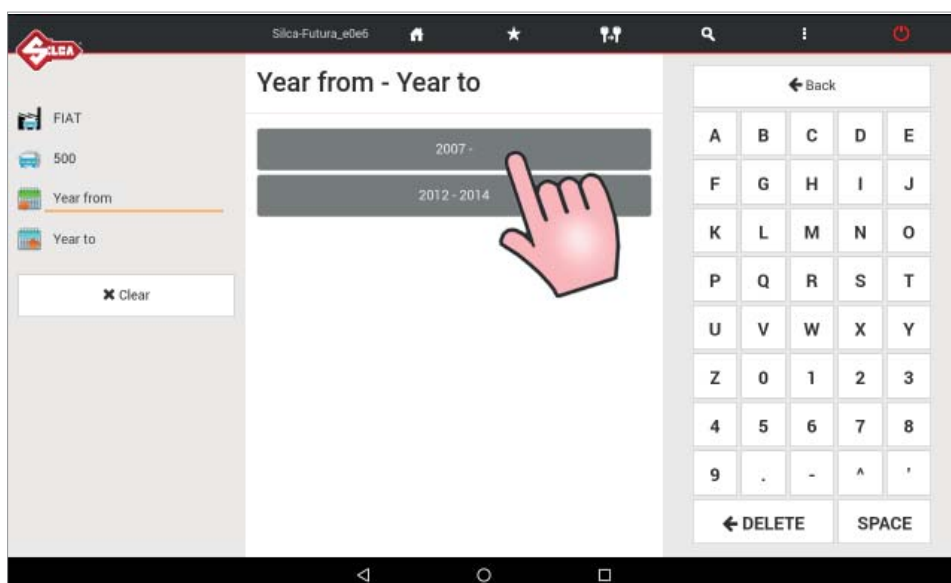 Silca-Futura_e0e6
SILCA
FIAT
500
Year from
Year to
Clear
Year from - Year to
2007 -
2012 - 2014
Back
A B C D E
F G H I J
K L M N O
P Q R S T
U V W X Y
Z 0 1 2 3
4 5 6 7 8
9 . - ^ '
DELETE SPACE